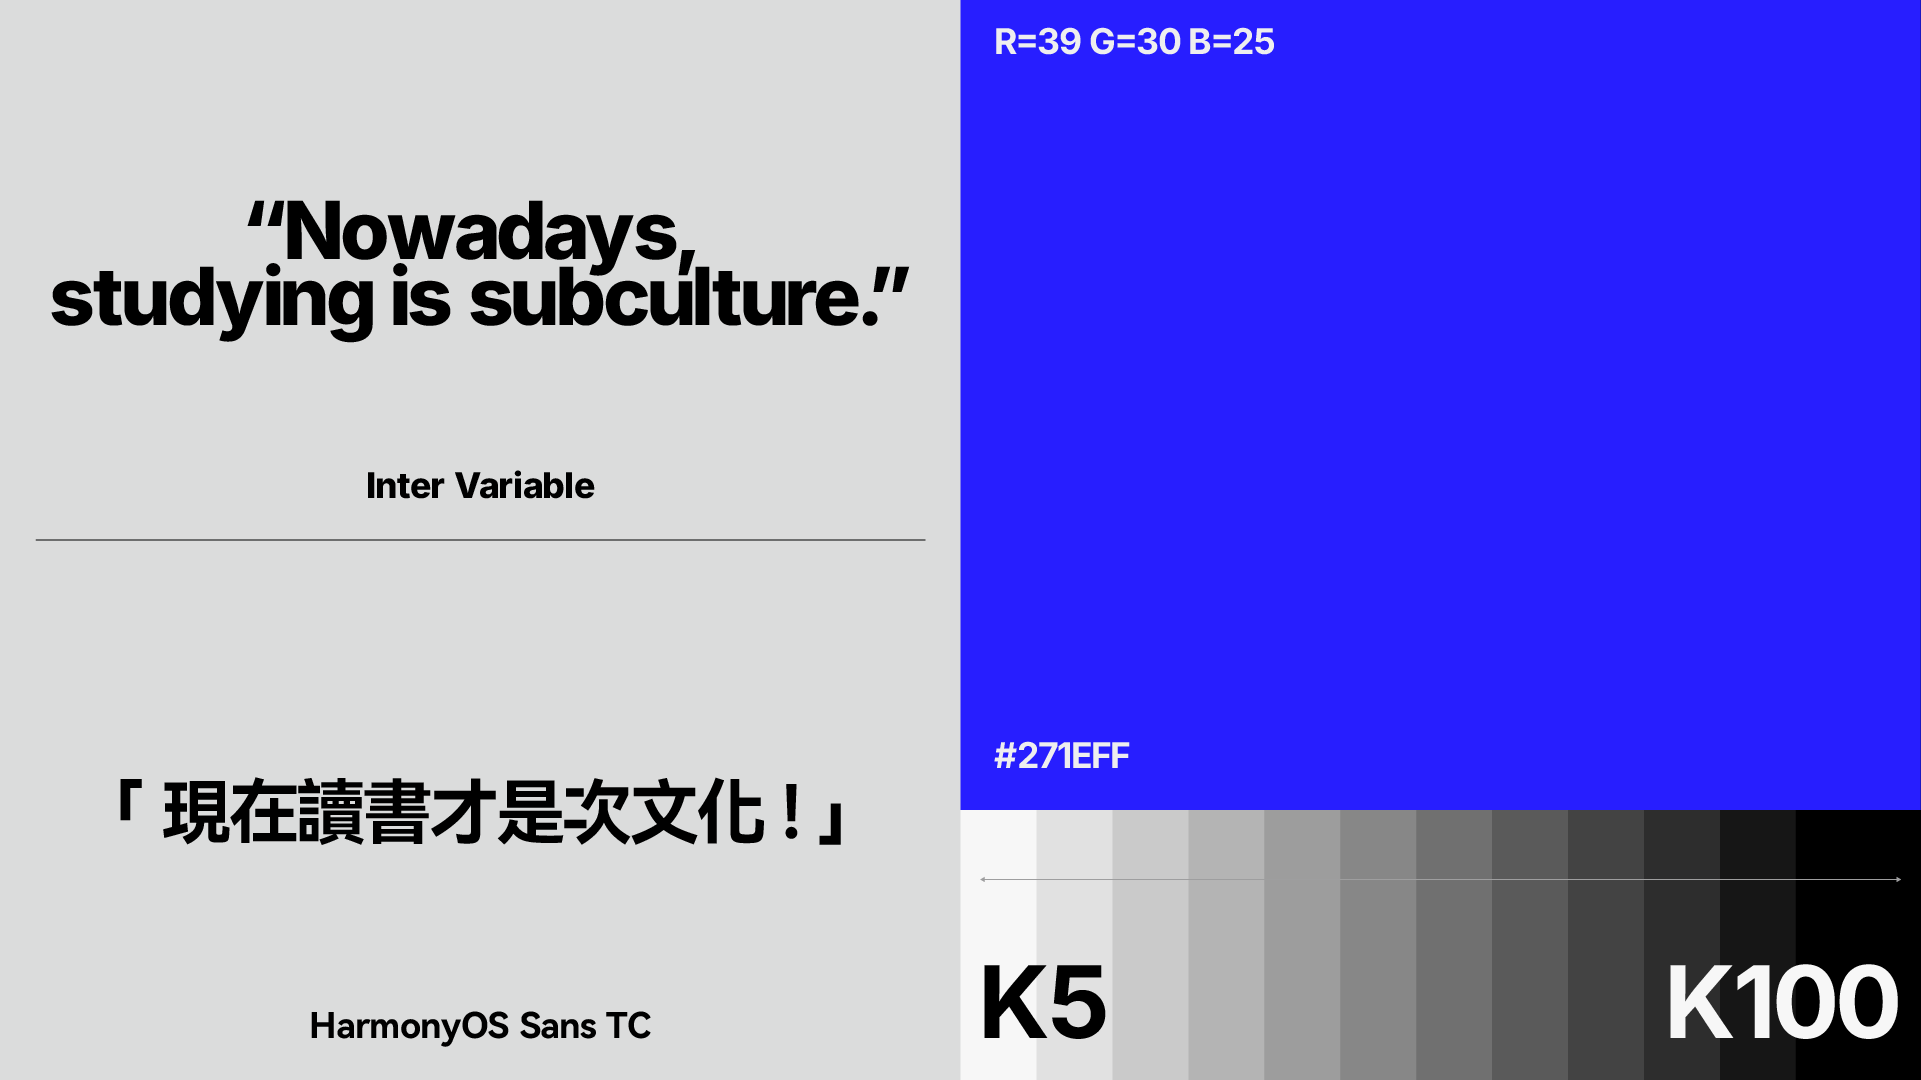 “Nowadays,
studying is subculture.”
Inter Variable
「現在讀書才是次文化！」
HarmonyOS Sans TC
R=39 G=30 B=25
#271EFF
K5
K100